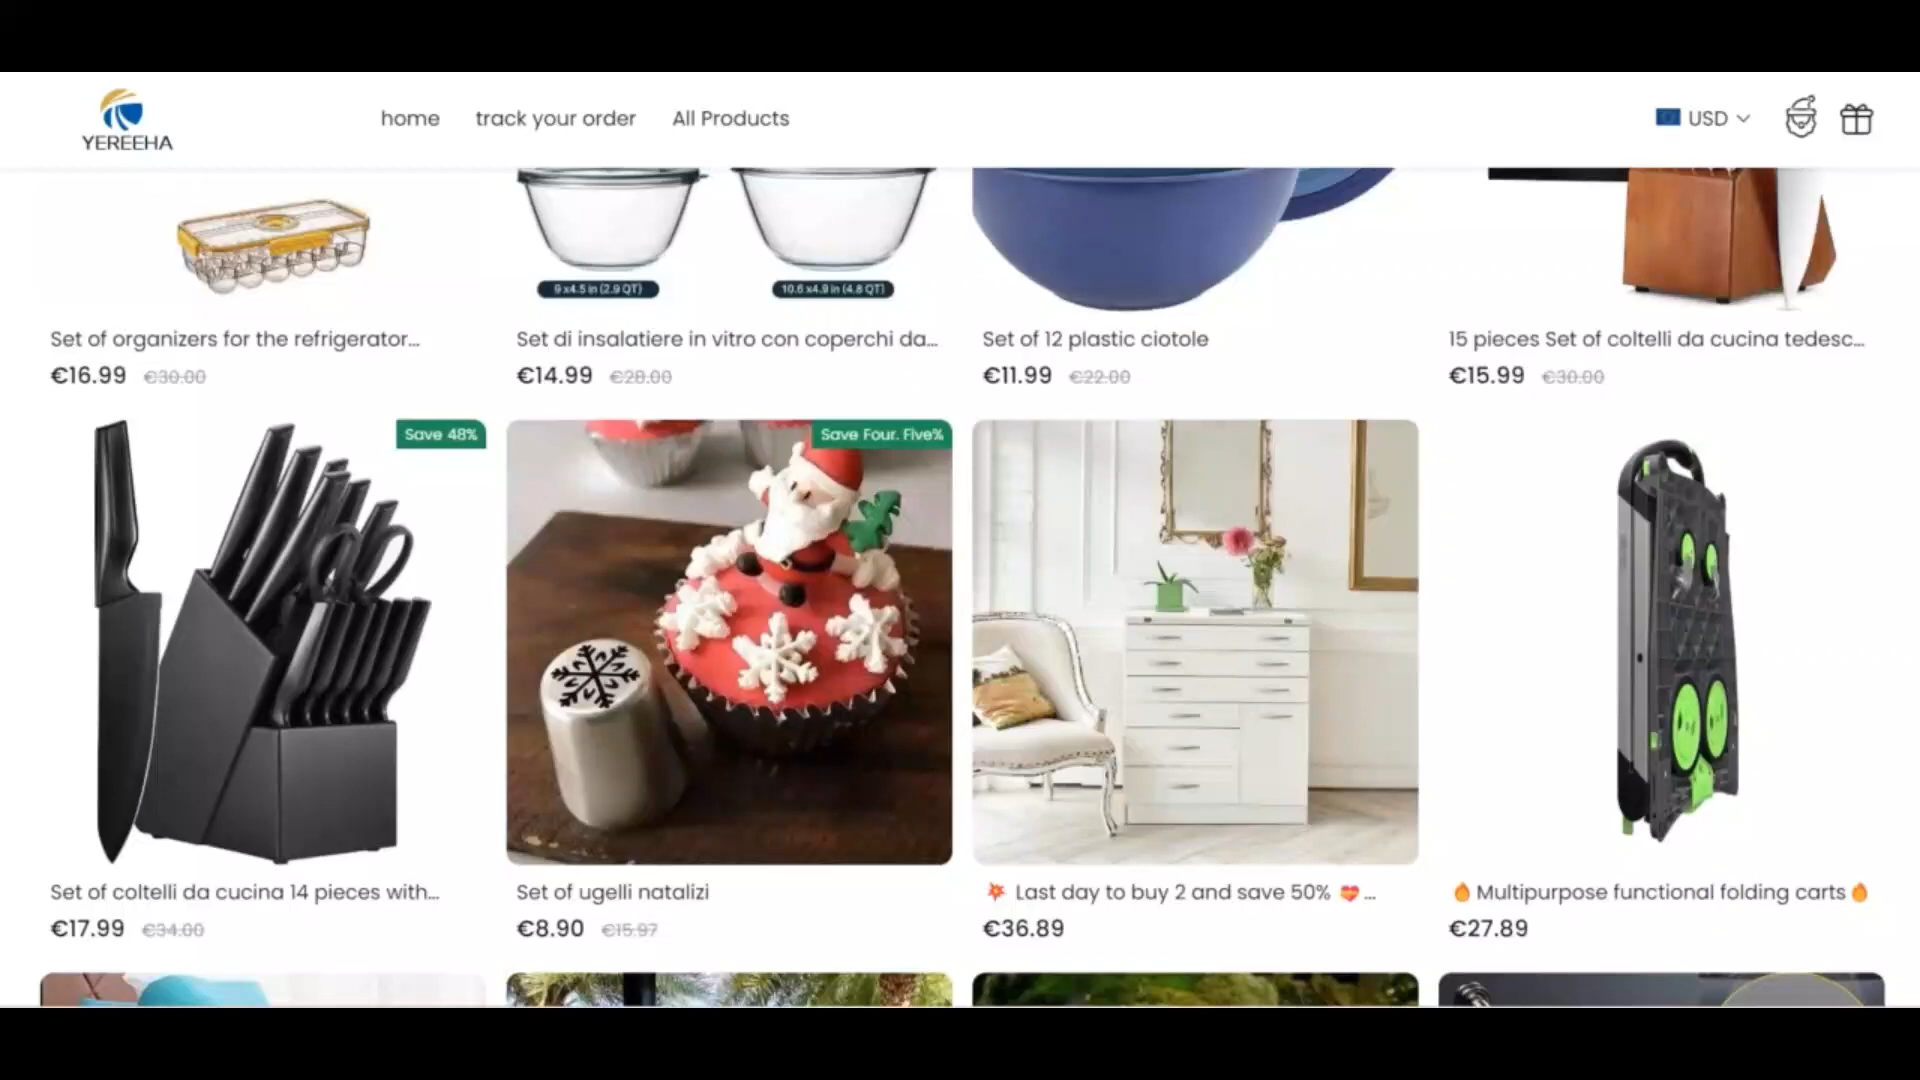 YEREEHA
home
track your order
All Products
USD
9 x4.5 in (2.9 QT)
10.6 x4.9 in (4.8 QT)
Set of organizers for the refrigerator...
Set di insalatiere in vitro con coperchi da...
Set of 12 plastic ciotole
15 pieces Set of coltelli da cucina tedesc...
€16.99 €30.00
€14.99 €28.00
€11.99 €22.00
€15.99 €30.00
Save 48%
Save Four. Five%
Set of coltelli da cucina 14 pieces with...
Set of ugelli natalizi
💥 Last day to buy 2 and save 50% 💝...
🔥Multipurpose functional folding carts🔥
€17.99 €34.00
€8.90 €15.97
€36.89
€27.89